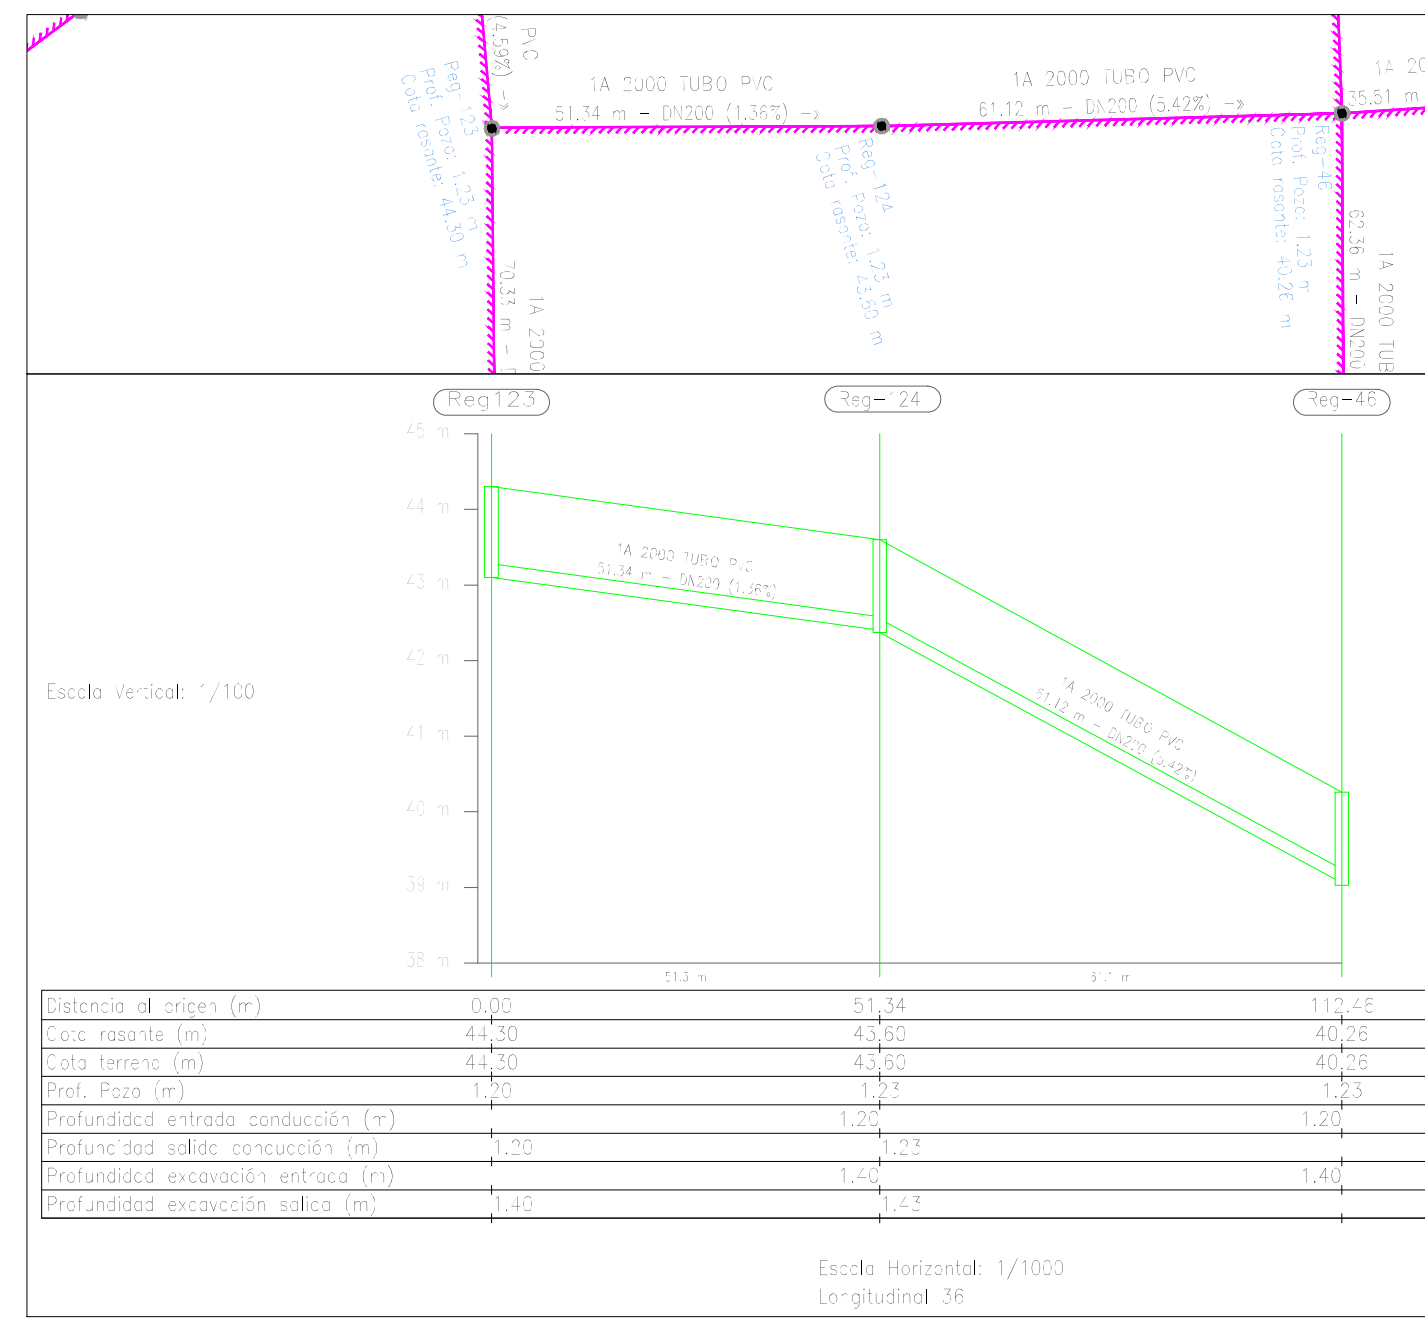 PVC
(4.59%) -»
Reg-123
Prof. Pozo: 1.23 m
Cota rasante: 44.30 m
1A 2000 TUBO PVC
51.34 m - DN200 (1.36%) -»
1A 2000 TUBO PVC
61.12 m - DN200 (5.42%) -»
1A 20
35.51 m
Reg-124
Prof. Pozo: 1.23 m
Cota rasante: 43.60 m
Reg-46
Prof. Pozo: 1.23 m
Cota rasante: 40.26 m
1A 2000
70.33 m -
1A 2000 TUB
62.36 m - DN200
Reg123
Reg-124
Reg-46
45 m
44 m
43 m
42 m
41 m
40 m
39 m
38 m
1A 2000 TUBO PVC
51.34 m - DN200 (1.36%)
1A 2000 TUBO PVC
61.12 m - DN200 (5.42%)
Escala Vertical: 1/100
51.3 m
61.1 m
Distancia al origen (m) 0.00 51.34 112.46
Cota rasante (m) 44.30 43.60 40.26
Cota terreno (m) 44.30 43.60 40.26
Prof. Pozo (m) 1.20 1.23 1.23
Profundidad entrada conducción (m) 1.20 1.20
Profundidad salida conducción (m) 1.20 1.23
Profundidad excavación entrada (m) 1.40 1.40
Profundidad excavación salida (m) 1.40 1.43
Escala Horizontal: 1/1000
Longitudinal 36